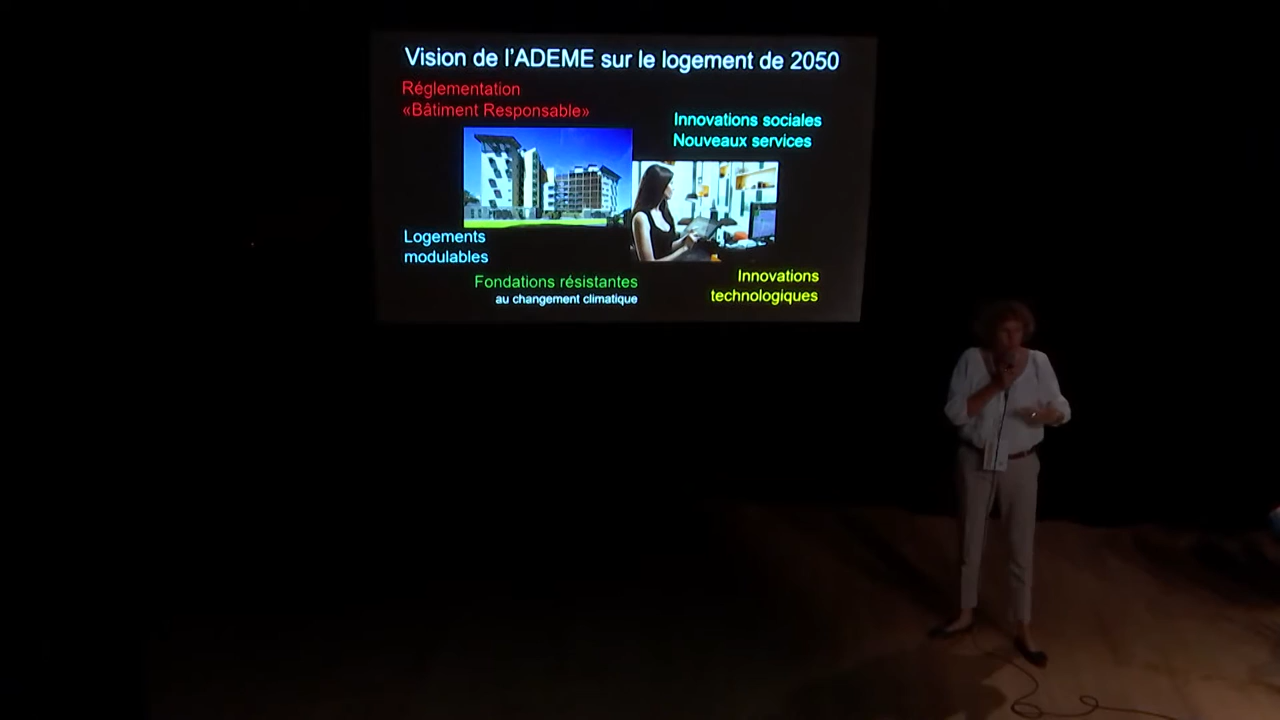 Vision de l'ADEME sur le logement de 2050
Réglementation
«Bâtiment Responsable»
Innovations sociales
Nouveaux services
Logements
modulables
Fondations résistantes
au changement climatique
Innovations
technologiques